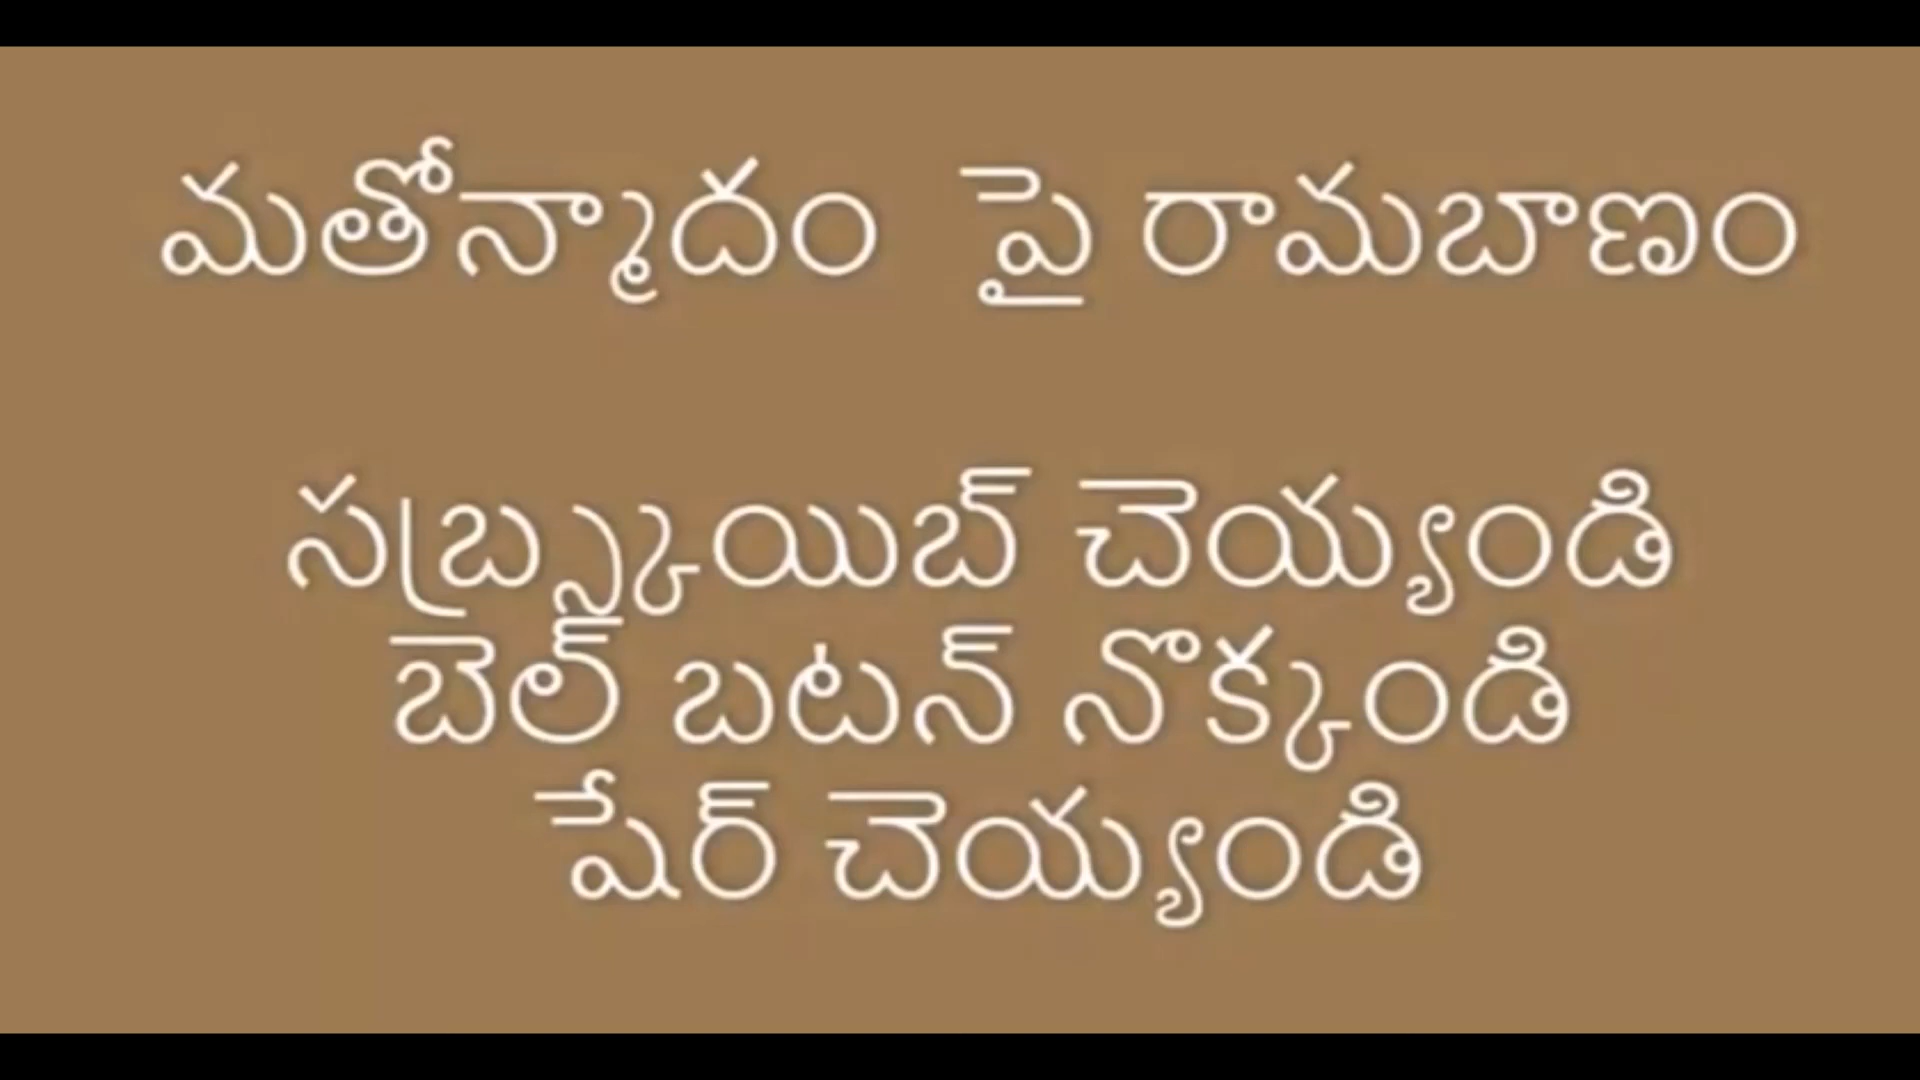 మతోన్మాదం పై రామబాణం
సబ్స్క్రయిబ్ చెయ్యండి
బెల్ బటన్ నొక్కండి
షేర్ చెయ్యండి